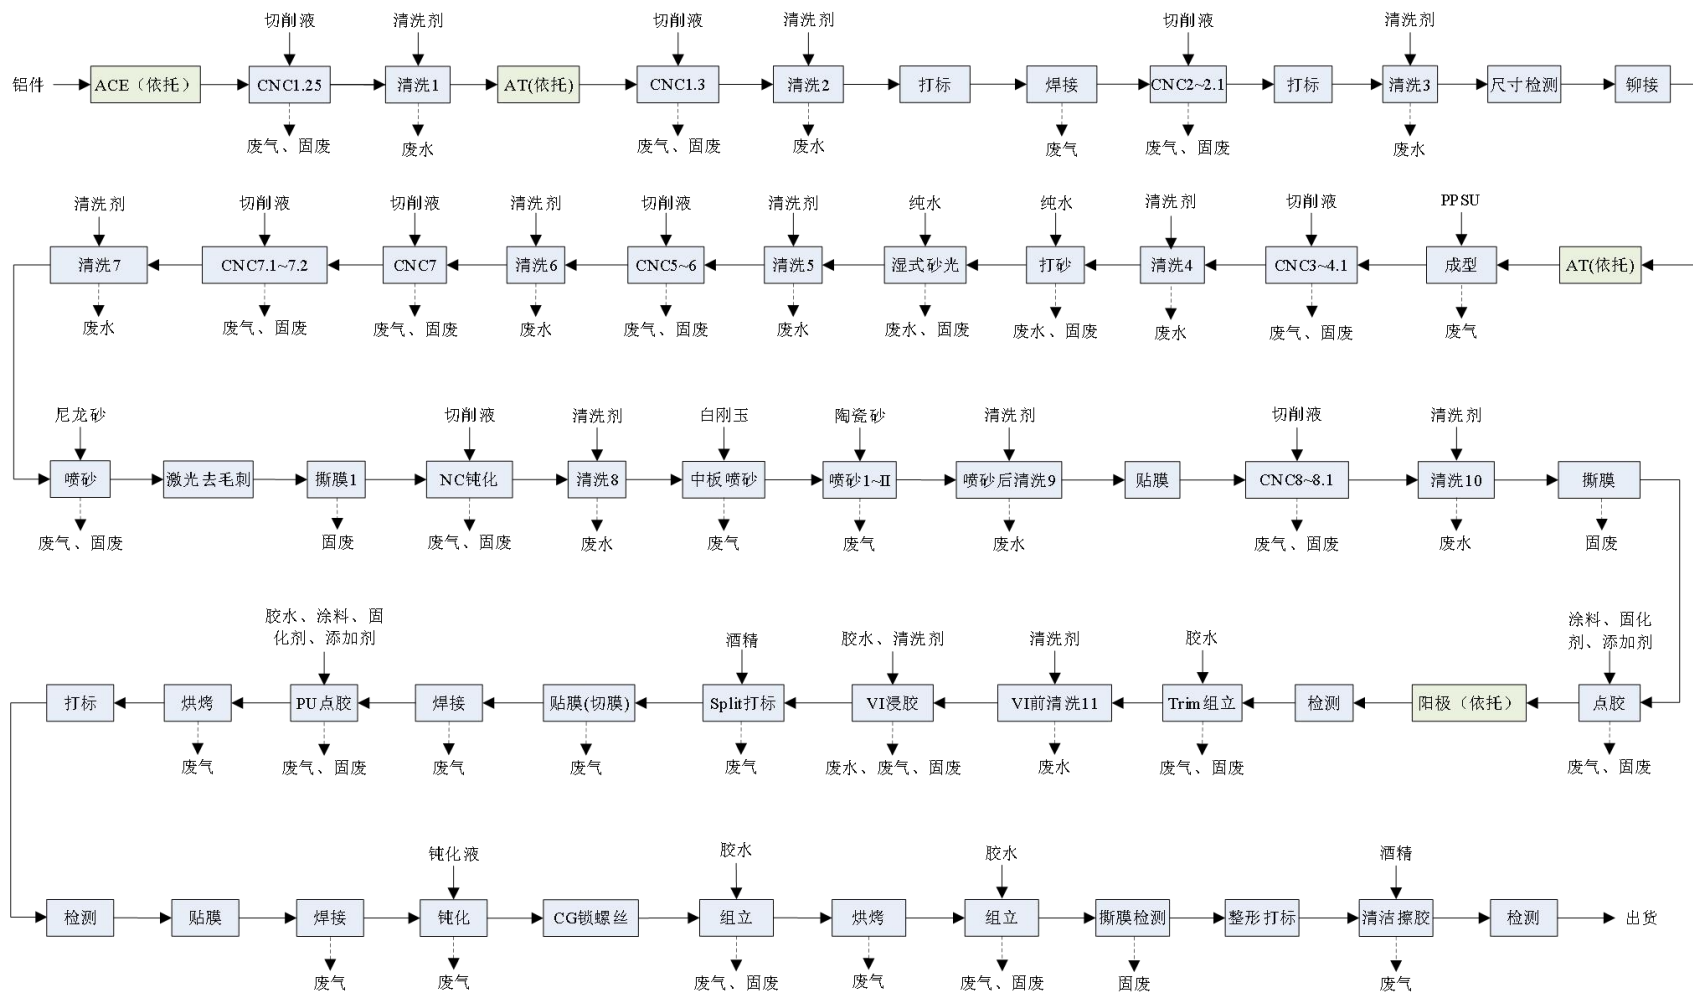 切削液 清洗剂 切削液 清洗剂 切削液 清洗剂
铝件 ACE（依托） CNC1.25 清洗1 AT(依托) CNC1.3 清洗2 打标 焊接 CNC2~2.1 打标 清洗3 尺寸检测 铆接
废气、固废 废水 废气、固废 废水 废气 废气、固废 废水
清洗剂 切削液 切削液 清洗剂 切削液 清洗剂 纯水 纯水 清洗剂 切削液 PPSU
清洗7 CNC7.1~7.2 CNC7 清洗6 CNC5~6 清洗5 湿式砂光 打砂 清洗4 CNC3~4.1 成型 AT(依托)
废水 废气、固废 废气、固废 废水 废气、固废 废水 废水、固废 废水、固废 废水 废气、固废 废气
尼龙砂 切削液 清洗剂 白刚玉 陶瓷砂 清洗剂 切削液 清洗剂
喷砂 激光去毛刺 撕膜1 NC钝化 清洗8 中板喷砂 喷砂1~II 喷砂后清洗9 贴膜 CNC8~8.1 清洗10 撕膜
废气、固废 固废 废气、固废 废水 废气 废气 废水 废气、固废 废水 固废
胶水、涂料、固 涂料、固化
化剂、添加剂 酒精 胶水、清洗剂 清洗剂 胶水 剂、添加剂
打标 烘烤 PU点胶 焊接 贴膜(切膜) Split打标 VI浸胶 VI前清洗11 Trim组立 检测 阳极（依托） 点胶
废气 废气、固废 废气 废气 废气 废水、废气、固废 废水 废气、固废 废气、固废
钝化液 胶水 胶水 酒精
检测 贴膜 焊接 钝化 CG锁螺丝 组立 烘烤 组立 撕膜检测 整形打标 清洁擦胶 检测 出货
废气 废气 废气、固废 废气 废气、固废 固废 废气